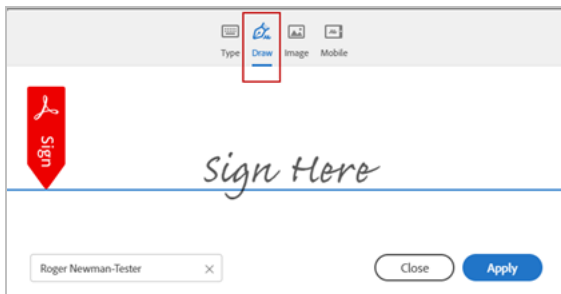 Type Draw Image Mobile
Sign
Sign Here
Roger Newman-Tester
Close Apply